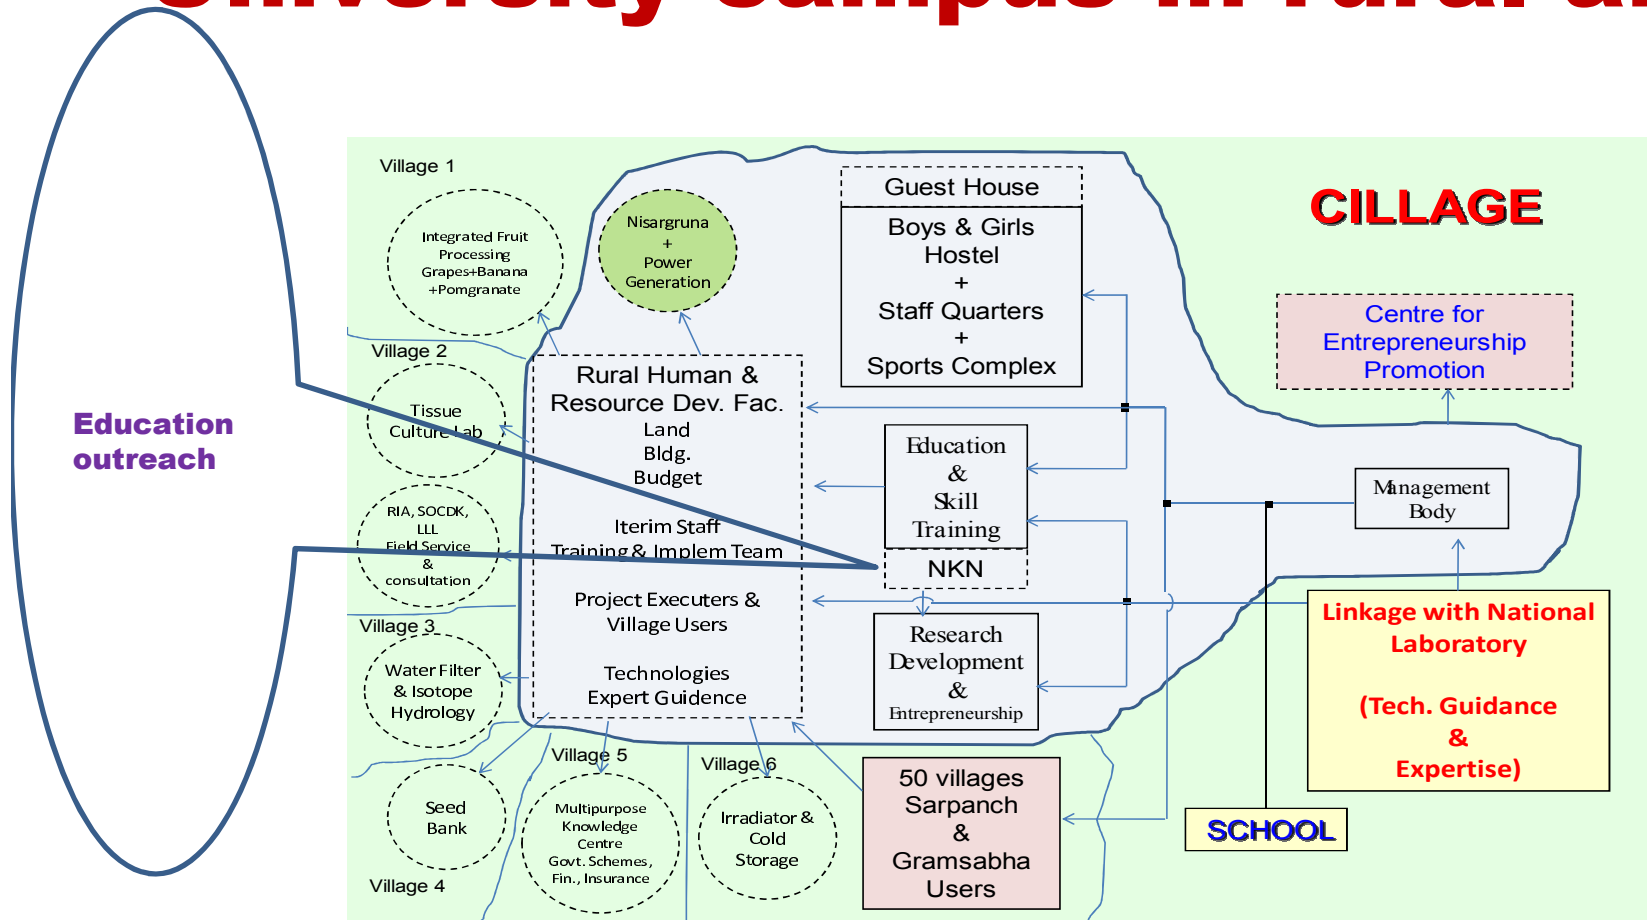 University campus in rural a
Village 1
Integrated Fruit
Processing
Grapes+Banana
+Pomgranate
Nisargruna
+
Power
Generation
Guest House
Boys & Girls
Hostel
+
Staff Quarters
+
Sports Complex
CILLAGE
Centre for
Entrepreneurship
Promotion
Village 2
Tissue
Culture Lab
Rural Human &
Resource Dev. Fac.
Land
Bldg.
Budget
Iterim Staff
Training & Implem Team
Project Executers &
Village Users
Technologies
Expert Guidence
Education
outreach
Education
&
Skill
Training
NKN
Management
Body
RIA, SOCDK,
LLL
Field Service
&
consultation
Village 3
Water Filter
& Isotope
Hydrology
Research
Development
&
Entrepreneurship
Linkage with National
Laboratory
(Tech. Guidance
&
Expertise)
Seed
Bank
Village 4
Village 5
Multipurpose
Knowledge
Centre
Govt. Schemes,
Fin., Insurance
Village 6
Irradiator &
Cold
Storage
50 villages
Sarpanch
&
Gramsabha
Users
SCHOOL